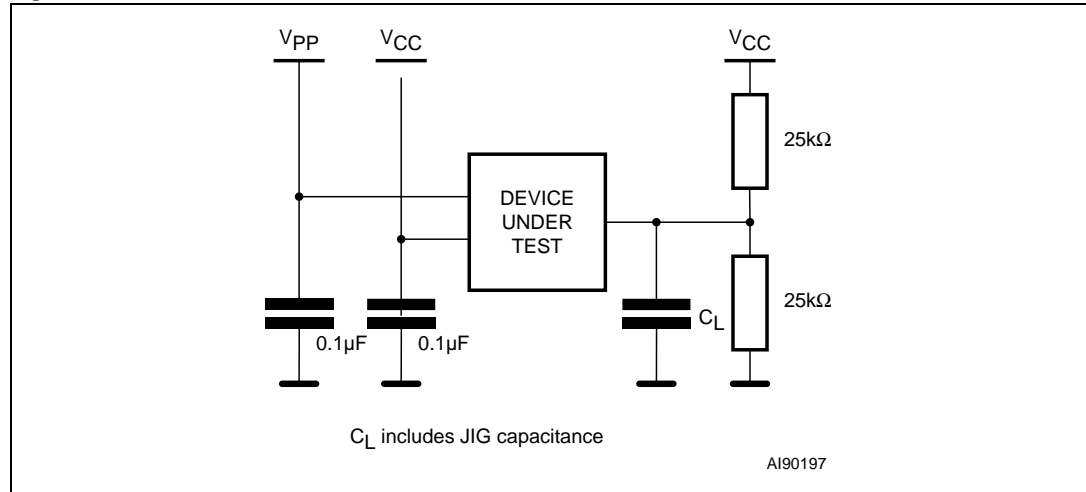 VPP
VCC
VCC
25kΩ
DEVICE
UNDER
TEST
25kΩ
CL
0.1µF
0.1µF
CL includes JIG capacitance
AI90197